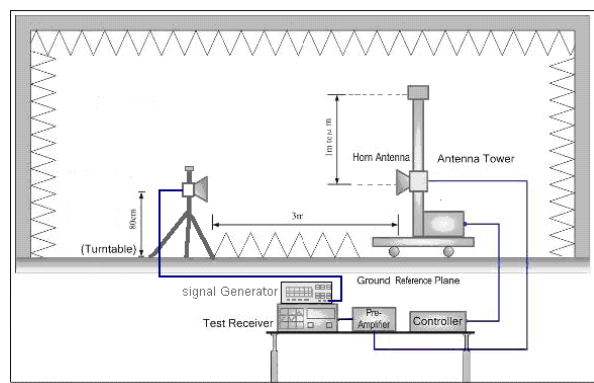 1m to 4 m
Horn Antenna
Antenna Tower
80cm
3m
(Turntable)
Ground Reference Plane
signal Generator
Test Receiver
Pre-
Amplifier
Controller